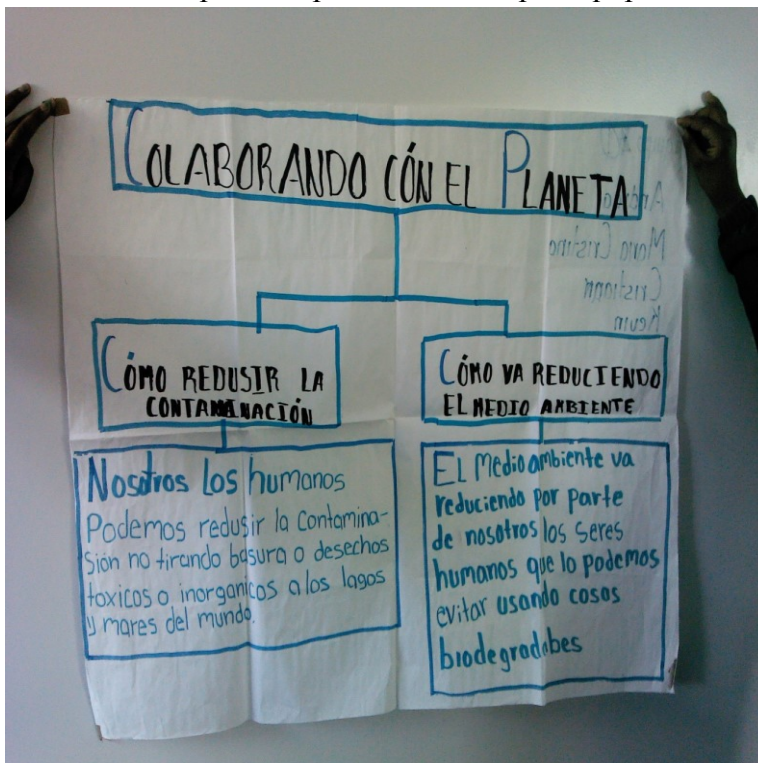 COLABORANDO CÓN EL PLANETA
Andrea
Maria Cristina
Cristiann
Kevin
CÓMO REDUSIR LA
CONTAMINACIÓN
Nosotros Los humanos
Podemos redusir la Contamina-
sión no tirando basura o desechos
toxicos o inorganicos a los lagos
y mares del mundo.
CÓMO VA REDUCIENDO
EL MEDIO AMBIENTE
EL Medio ambiente va
reduciendo por parte
de nosotros los seres
humanos que lo podemos
evitar usando cosas
biodegradabes